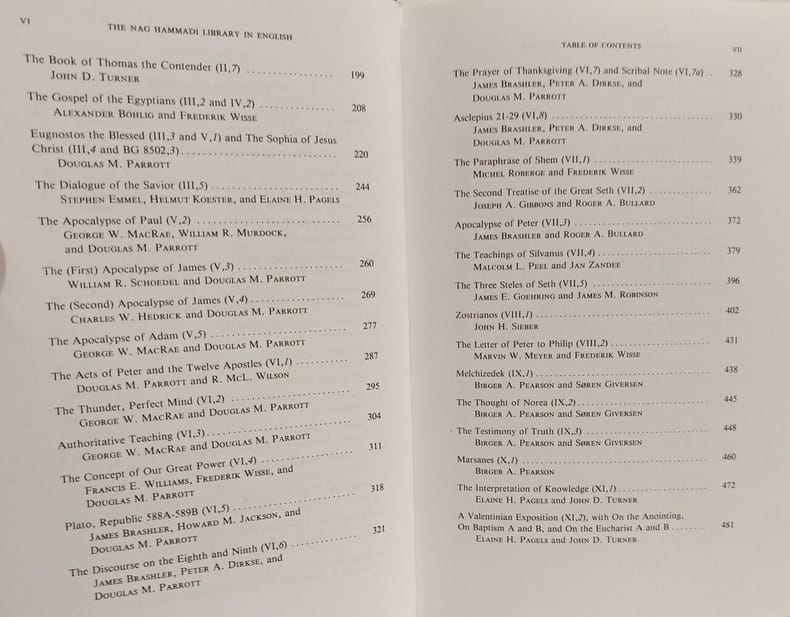 VI
THE NAG HAMMADI LIBRARY IN ENGLISH
The Book of Thomas the Contender (II,7) ................ 199
JOHN D. TURNER
The Gospel of the Egyptians (III,2 and IV,2) .............. 208
ALEXANDER BÖHLIG and FREDERIK WISSE
Eugnostos the Blessed (III,3 and V,1) and The Sophia of Jesus
Christ (III,4 and BG 8502,3) ............................. 220
DOUGLAS M. PARROTT
The Dialogue of the Savior (III,5) ........................ 244
STEPHEN EMMEL, HELMUT KOESTER, and ELAINE H. PAGELS
The Apocalypse of Paul (V,2) .......................... 256
GEORGE W. MACRAE, WILLIAM R. MURDOCK,
and DOUGLAS M. PARROTT
The (First) Apocalypse of James (V,3) .................... 260
WILLIAM R. SCHOEDEL and DOUGLAS M. PARROTT
The (Second) Apocalypse of James (V,4) .................. 269
CHARLES W. HEDRICK and DOUGLAS M. PARROTT
The Apocalypse of Adam (V,5) .......................... 277
GEORGE W. MACRAE and DOUGLAS M. PARROTT
The Acts of Peter and the Twelve Apostles (VI,1) .......... 287
DOUGLAS M. PARROTT and R. MCL. WILSON
The Thunder, Perfect Mind (VI,2) ....................... 295
GEORGE W. MACRAE and DOUGLAS M. PARROTT
Authoritative Teaching (VI,3) ........................... 304
GEORGE W. MACRAE and DOUGLAS M. PARROTT
The Concept of Our Great Power (VI,4) .................. 311
FRANCIS E. WILLIAMS, FREDERIK WISSE, and
DOUGLAS M. PARROTT
Plato, Republic 588A-589B (VI,5) ....................... 318
JAMES BRASHLER, HOWARD M. JACKSON, and
DOUGLAS M. PARROTT
The Discourse on the Eighth and Ninth (VI,6) ............. 321
JAMES BRASHLER, PETER A. DIRKSE, and
DOUGLAS M. PARROTT
TABLE OF CONTENTS
VII
The Prayer of Thanksgiving (VI,7) and Scribal Note (VI,7a) .. 328
JAMES BRASHLER, PETER A. DIRKSE, and
DOUGLAS M. PARROTT
Asclepius 21-29 (VI,8) ................................ 330
JAMES BRASHLER, PETER A. DIRKSE, and
DOUGLAS M. PARROTT
The Paraphrase of Shem (VII,1) ........................ 339
MICHEL ROBERGE and FREDERIK WISSE
The Second Treatise of the Great Seth (VII,2) ............. 362
JOSEPH A. GIBBONS and ROGER A. BULLARD
Apocalypse of Peter (VII,3) ............................ 372
JAMES BRASHLER and ROGER A. BULLARD
The Teachings of Silvanus (VII,4) ....................... 379
MALCOLM L. PEEL and JAN ZANDEE
The Three Steles of Seth (VII,5) ........................ 396
JAMES E. GOEHRING and JAMES M. ROBINSON
Zostrianos (VIII,1) .................................... 402
JOHN H. SIEBER
The Letter of Peter to Philip (VIII,2) ..................... 431
MARVIN W. MEYER and FREDERIK WISSE
Melchizedek (IX,1) ................................... 438
BIRGER A. PEARSON and SØREN GIVERSEN
The Thought of Norea (IX,2) ........................... 445
BIRGER A. PEARSON and SØREN GIVERSEN
The Testimony of Truth (IX,3) .......................... 448
BIRGER A. PEARSON and SØREN GIVERSEN
Marsanes (X,1) ...................................... 460
BIRGER A. PEARSON
The Interpretation of Knowledge (XI,1) ................... 472
ELAINE H. PAGELS and JOHN D. TURNER
A Valentinian Exposition (XI,2), with On the Anointing,
On Baptism A and B, and On the Eucharist A and B ........ 481
ELAINE H. PAGELS and JOHN D. TURNER